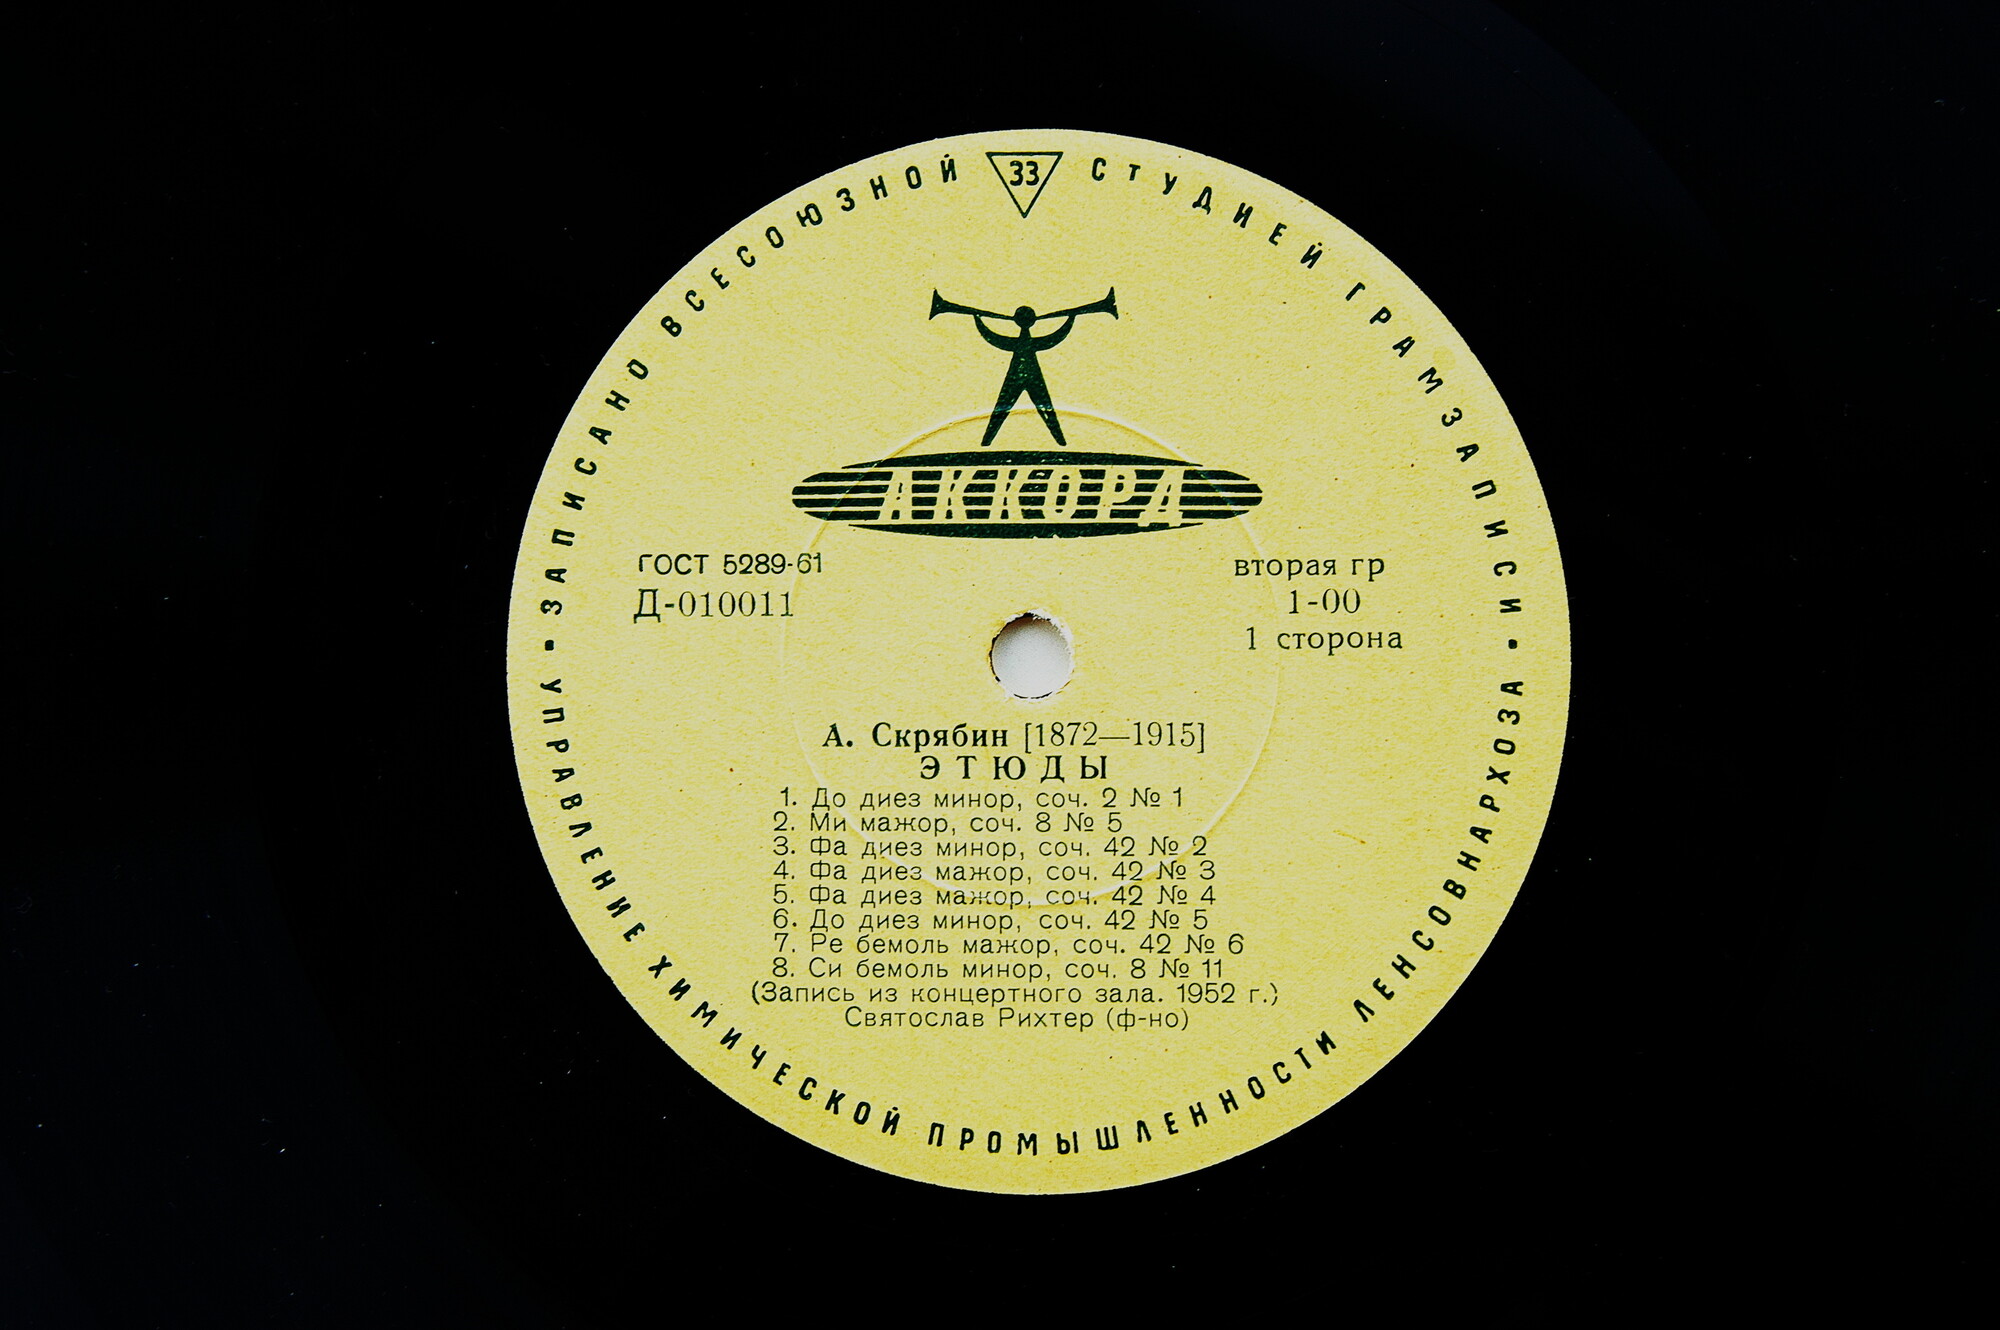 ЗАПИСАНО ВСЕСОЮЗНОЙ 33 СТУДИЕЙ ГРАМЗАПИСИ
АККОРД
ГОСТ 5289-61
Д-010011
вторая гр
1-00
1 сторона
А. Скрябин [1872—1915]
ЭТЮДЫ
1. До диез минор, соч. 2 № 1
2. Ми мажор, соч. 8 № 5
3. Фа диез минор, соч. 42 № 2
4. Фа диез мажор, соч. 42 № 3
5. Фа диез мажор, соч. 42 № 4
6. До диез минор, соч. 42 № 5
7. Ре бемоль мажор, соч. 42 № 6
8. Си бемоль минор, соч. 8 № 11
(Запись из концертного зала. 1952 г.)
Святослав Рихтер (ф-но)
УПРАВЛЕНИЕ ХИМИЧЕСКОЙ ПРОМЫШЛЕННОСТИ ЛЕНСОВНАРХОЗА